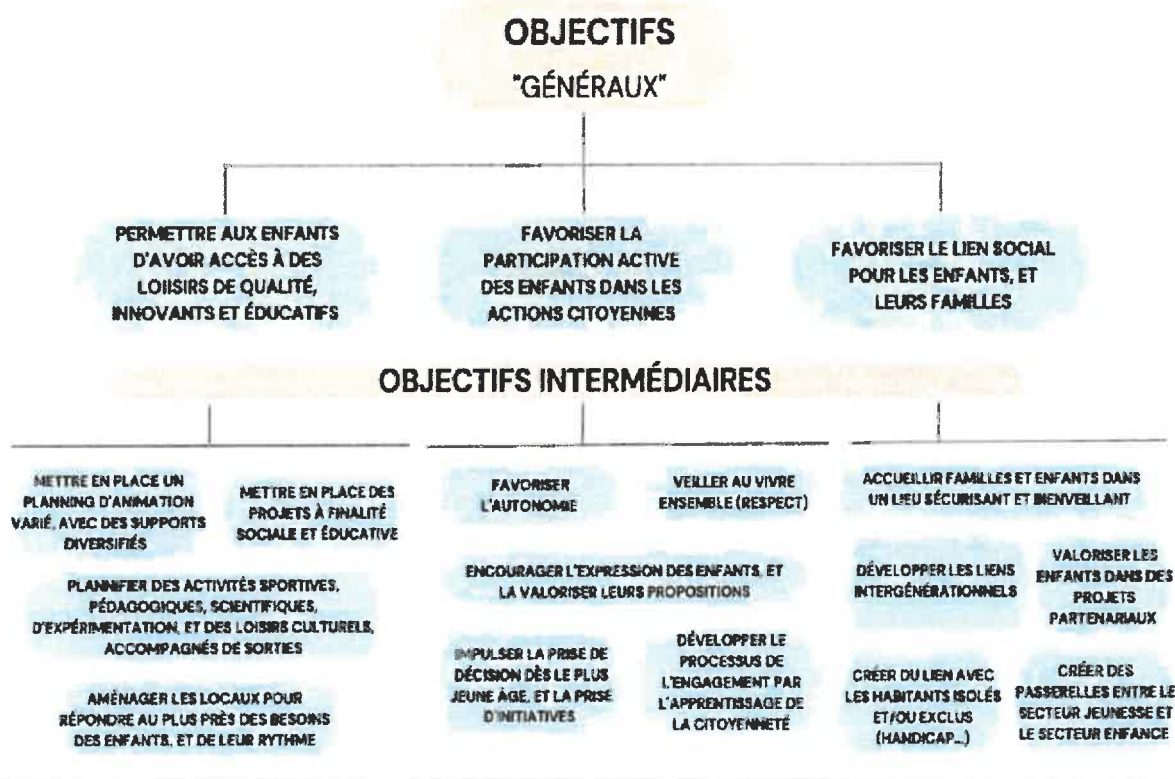 OBJECTIFS
"GÉNÉRAUX"
PERMETTRE AUX ENFANTS
D'AVOIR ACCÈS À DES
LOIISIRS DE QUALITÉ,
INNOVANTS ET ÉDUCATIFS
FAVORISER LA
PARTICIPATION ACTIVE
DES ENFANTS DANS LES
ACTIONS CITOYENNES
FAVORISER LE LIEN SOCIAL
POUR LES ENFANTS, ET
LEURS FAMILLES
OBJECTIFS INTERMÉDIAIRES
METTRE EN PLACE UN
PLANNING D'ANIMATION
VARIÉ, AVEC DES SUPPORTS
DIVERSIFIÉS
METTRE EN PLACE DES
PROJETS À FINALITÉ
SOCIALE ET ÉDUCATIVE
PLANNIFIER DES ACTIVITÉS SPORTIVES,
PÉDAGOGIQUES, SCIENTIFIQUES,
D'EXPÉRIMENTATION, ET DES LOISIRS CULTURELS,
ACCOMPAGNÉS DE SORTIES
AMÉNAGER LES LOCAUX POUR
RÉPONDRE AU PLUS PRÈS DES BESOINS
DES ENFANTS, ET DE LEUR RYTHME
FAVORISER
L'AUTONOMIE
VEILLER AU VIVRE
ENSEMBLE (RESPECT)
ENCOURAGER L'EXPRESSION DES ENFANTS, ET
LA VALORISER LEURS PROPOSITIONS
IMPULSER LA PRISE DE
DÉCISION DÈS LE PLUS
JEUNE ÂGE, ET LA PRISE
D'INITIATIVES
DÉVELOPPER LE
PROCESSUS DE
L'ENGAGEMENT PAR
L'APPRENTISSAGE DE
LA CITOYENNETÉ
ACCUEILLIR FAMILLES ET ENFANTS DANS
UN LIEU SÉCURISANT ET BIENVEILLANT
DÉVELOPPER LES LIENS
INTERGÉNÉRATIONNELS
VALORISER LES
ENFANTS DANS DES
PROJETS
PARTENARIAUX
CRÉER DU LIEN AVEC
LES HABITANTS ISOLÉS
ET/OU EXCLUS
(HANDICAP...)
CRÉER DES
PASSERELLES ENTRE LE
SECTEUR JEUNESSE ET
LE SECTEUR ENFANCE